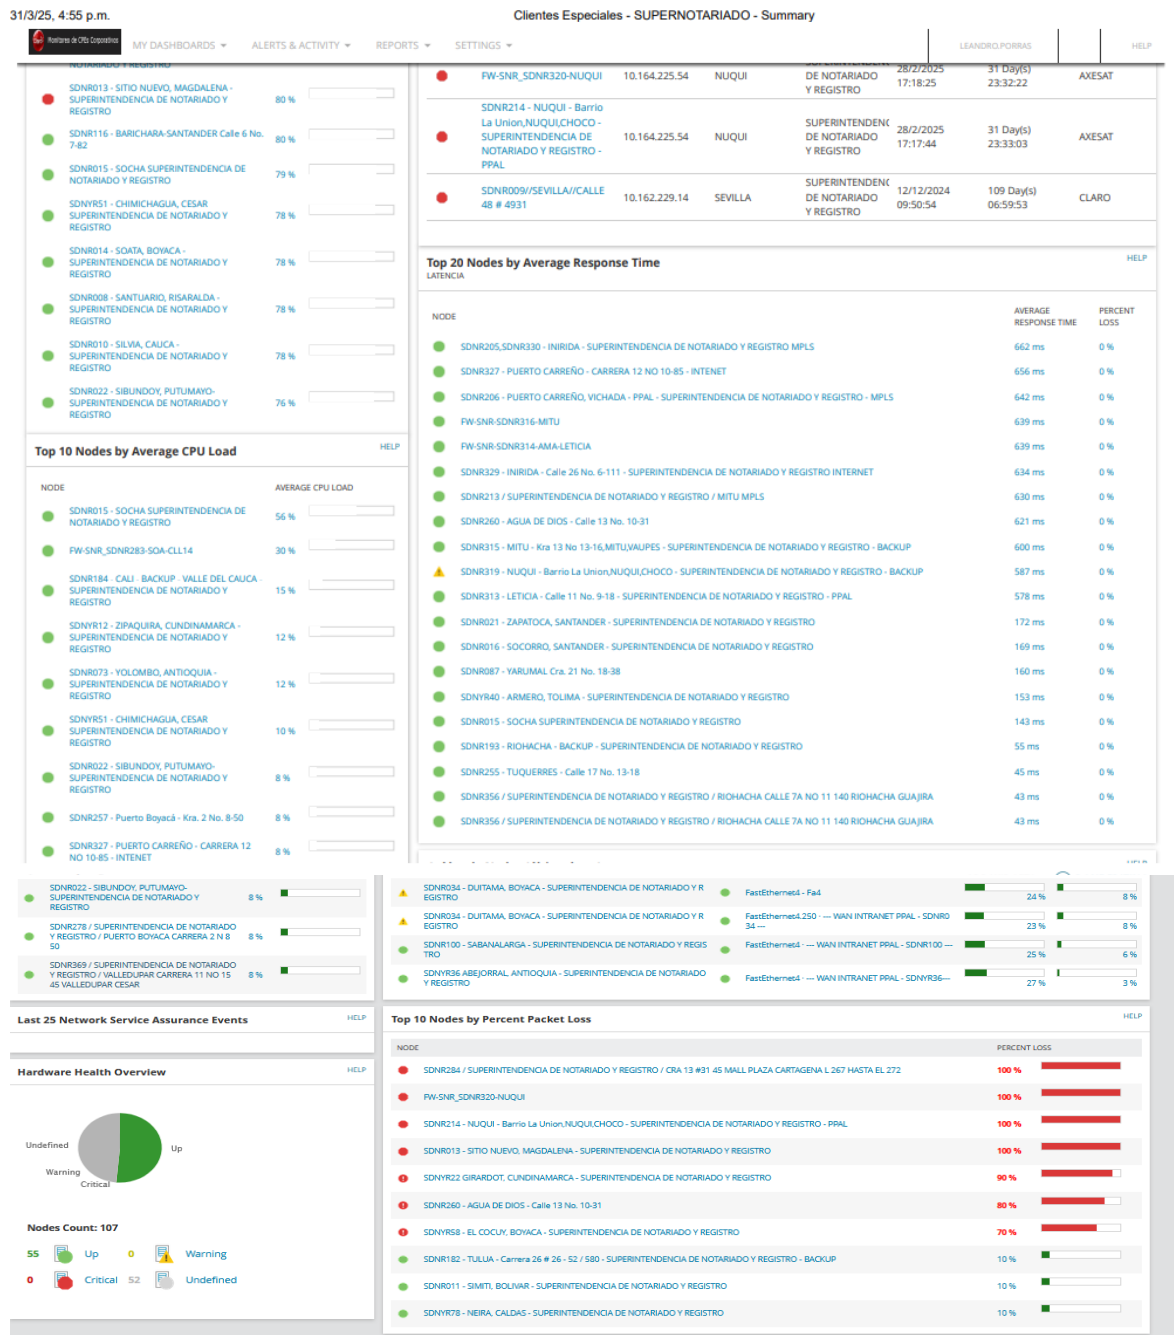 31/3/25, 4:55 p.m.
Clientes Especiales - SUPERNOTARIADO - Summary
Monitoreo de CPEs Corporativos
MY DASHBOARDS
ALERTS & ACTIVITY
REPORTS
SETTINGS
LEANDRO.PORRAS
HELP
NOTARIADO Y REGISTRO
SDNR013 - SITIO NUEVO, MAGDALENA -
SUPERINTENDENCIA DE NOTARIADO Y
REGISTRO
80 %
SDNR116 - BARICHARA-SANTANDER Calle 6 No.
7-82
80 %
SDNR015 - SOCHA SUPERINTENDENCIA DE
NOTARIADO Y REGISTRO
79 %
SDNYR51 - CHIMICHAGUA, CESAR
SUPERINTENDENCIA DE NOTARIADO Y
REGISTRO
78 %
SDNR014 - SOATA, BOYACA -
SUPERINTENDENCIA DE NOTARIADO Y
REGISTRO
78 %
SDNR008 - SANTUARIO, RISARALDA -
SUPERINTENDENCIA DE NOTARIADO Y
REGISTRO
78 %
SDNR010 - SILVIA, CAUCA -
SUPERINTENDENCIA DE NOTARIADO Y
REGISTRO
78 %
SDNR022 - SIBUNDOY, PUTUMAYO-
SUPERINTENDENCIA DE NOTARIADO Y
REGISTRO
76 %
Top 10 Nodes by Average CPU Load
HELP
NODE
AVERAGE CPU LOAD
SDNR015 - SOCHA SUPERINTENDENCIA DE
NOTARIADO Y REGISTRO
56 %
FW-SNR_SDNR283-SOA-CLL14
30 %
SDNR184 - CALI - BACKUP - VALLE DEL CAUCA -
SUPERINTENDENCIA DE NOTARIADO Y
REGISTRO
15 %
SDNYR12 - ZIPAQUIRA, CUNDINAMARCA -
SUPERINTENDENCIA DE NOTARIADO Y
REGISTRO
12 %
SDNR073 - YOLOMBO, ANTIOQUIA -
SUPERINTENDENCIA DE NOTARIADO Y
REGISTRO
12 %
SDNYR51 - CHIMICHAGUA, CESAR
SUPERINTENDENCIA DE NOTARIADO Y
REGISTRO
10 %
SDNR022 - SIBUNDOY, PUTUMAYO-
SUPERINTENDENCIA DE NOTARIADO Y
REGISTRO
8 %
SDNR257 - Puerto Boyacá - Kra. 2 No. 8-50
8 %
SDNR327 - PUERTO CARREÑO - CARRERA 12
NO 10-85 - INTENET
8 %
FW-SNR_SDNR320-NUQUI
10.164.225.54
NUQUI
DE NOTARIADO
Y REGISTRO
28/2/2025
17:18:25
31 Day(s)
23:32:22
AXESAT
SDNR214 - NUQUI - Barrio
La Union,NUQUI,CHOCO -
SUPERINTENDENCIA DE
NOTARIADO Y REGISTRO -
PPAL
10.164.225.54
NUQUI
SUPERINTENDENC
DE NOTARIADO
Y REGISTRO
28/2/2025
17:17:44
31 Day(s)
23:33:03
AXESAT
SDNR009//SEVILLA//CALLE
48 # 4931
10.162.229.14
SEVILLA
SUPERINTENDENC
DE NOTARIADO
Y REGISTRO
12/12/2024
09:50:54
109 Day(s)
06:59:53
CLARO
Top 20 Nodes by Average Response Time
HELP
LATENCIA
NODE
AVERAGE
RESPONSE TIME
PERCENT
LOSS
SDNR205,SDNR330 - INIRIDA - SUPERINTENDENCIA DE NOTARIADO Y REGISTRO MPLS 662 ms 0 %
SDNR327 - PUERTO CARREÑO - CARRERA 12 NO 10-85 - INTENET 656 ms 0 %
SDNR206 - PUERTO CARREÑO, VICHADA - PPAL - SUPERINTENDENCIA DE NOTARIADO Y REGISTRO - MPLS 642 ms 0 %
FW-SNR-SDNR316-MITU 639 ms 0 %
FW-SNR-SDNR314-AMA-LETICIA 639 ms 0 %
SDNR329 - INIRIDA - Calle 26 No. 6-111 - SUPERINTENDENCIA DE NOTARIADO Y REGISTRO INTERNET 634 ms 0 %
SDNR213 / SUPERINTENDENCIA DE NOTARIADO Y REGISTRO / MITU MPLS 630 ms 0 %
SDNR260 - AGUA DE DIOS - Calle 13 No. 10-31 621 ms 0 %
SDNR315 - MITU - Kra 13 No 13-16,MITU,VAUPES - SUPERINTENDENCIA DE NOTARIADO Y REGISTRO - BACKUP 600 ms 0 %
SDNR319 - NUQUI - Barrio La Union,NUQUI,CHOCO - SUPERINTENDENCIA DE NOTARIADO Y REGISTRO - BACKUP 587 ms 0 %
SDNR313 - LETICIA - Calle 11 No. 9-18 - SUPERINTENDENCIA DE NOTARIADO Y REGISTRO - PPAL 578 ms 0 %
SDNR021 - ZAPATOCA, SANTANDER - SUPERINTENDENCIA DE NOTARIADO Y REGISTRO 172 ms 0 %
SDNR016 - SOCORRO, SANTANDER - SUPERINTENDENCIA DE NOTARIADO Y REGISTRO 169 ms 0 %
SDNR087 - YARUMAL Cra. 21 No. 18-38 160 ms 0 %
SDNYR40 - ARMERO, TOLIMA - SUPERINTENDENCIA DE NOTARIADO Y REGISTRO 153 ms 0 %
SDNR015 - SOCHA SUPERINTENDENCIA DE NOTARIADO Y REGISTRO 143 ms 0 %
SDNR193 - RIOHACHA - BACKUP - SUPERINTENDENCIA DE NOTARIADO Y REGISTRO 55 ms 0 %
SDNR255 - TUQUERRES - Calle 17 No. 13-18 45 ms 0 %
SDNR356 / SUPERINTENDENCIA DE NOTARIADO Y REGISTRO / RIOHACHA CALLE 7A NO 11 140 RIOHACHA GUAJIRA 43 ms 0 %
SDNR356 / SUPERINTENDENCIA DE NOTARIADO Y REGISTRO / RIOHACHA CALLE 7A NO 11 140 RIOHACHA GUAJIRA 43 ms 0 %
HELP
SDNR022 - SIBUNDOY, PUTUMAYO-
SUPERINTENDENCIA DE NOTARIADO Y
REGISTRO
8 %
SDNR278 / SUPERINTENDENCIA DE NOTARIADO
Y REGISTRO / PUERTO BOYACA CARRERA 2 N 8
50
8 %
SDNR369 / SUPERINTENDENCIA DE NOTARIADO
Y REGISTRO / VALLEDUPAR CARRERA 11 NO 15
45 VALLEDUPAR CESAR
8 %
SDNR034 - DUITAMA, BOYACA - SUPERINTENDENCIA DE NOTARIADO Y R
EGISTRO
FastEthernet4 - Fa4
24 %
8 %
SDNR034 - DUITAMA, BOYACA - SUPERINTENDENCIA DE NOTARIADO Y R
EGISTRO
FastEthernet4.250 · --- WAN INTRANET PPAL - SDNR0
34 ---
23 %
8 %
SDNR100 - SABANALARGA - SUPERINTENDENCIA DE NOTARIADO Y REGIS
TRO
FastEthernet4 · --- WAN INTRANET PPAL - SDNR100 ---
25 %
6 %
SDNYR36 ABEJORRAL, ANTIOQUIA - SUPERINTENDENCIA DE NOTARIADO
Y REGISTRO
FastEthernet4 · --- WAN INTRANET PPAL - SDNYR36---
27 %
3 %
Last 25 Network Service Assurance Events
HELP
Hardware Health Overview
HELP
Undefined
Up
Warning
Critical
Nodes Count: 107
55 Up 0 Warning
0 Critical 52 Undefined
Top 10 Nodes by Percent Packet Loss
HELP
NODE
PERCENT LOSS
SDNR284 / SUPERINTENDENCIA DE NOTARIADO Y REGISTRO / CRA 13 #31 45 MALL PLAZA CARTAGENA L 267 HASTA EL 272 100 %
FW-SNR_SDNR320-NUQUI 100 %
SDNR214 - NUQUI - Barrio La Union,NUQUI,CHOCO - SUPERINTENDENCIA DE NOTARIADO Y REGISTRO - PPAL 100 %
SDNR013 - SITIO NUEVO, MAGDALENA - SUPERINTENDENCIA DE NOTARIADO Y REGISTRO 100 %
SDNYR22 GIRARDOT, CUNDINAMARCA - SUPERINTENDENCIA DE NOTARIADO Y REGISTRO 90 %
SDNR260 - AGUA DE DIOS - Calle 13 No. 10-31 80 %
SDNYR58 - EL COCUY, BOYACA - SUPERINTENDENCIA DE NOTARIADO Y REGISTRO 70 %
SDNR182 - TULUA - Carrera 26 # 26 - 52 / 580 - SUPERINTENDENCIA DE NOTARIADO Y REGISTRO - BACKUP 10 %
SDNR011 - SIMITI, BOLIVAR - SUPERINTENDENCIA DE NOTARIADO Y REGISTRO 10 %
SDNYR78 - NEIRA, CALDAS - SUPERINTENDENCIA DE NOTARIADO Y REGISTRO 10 %